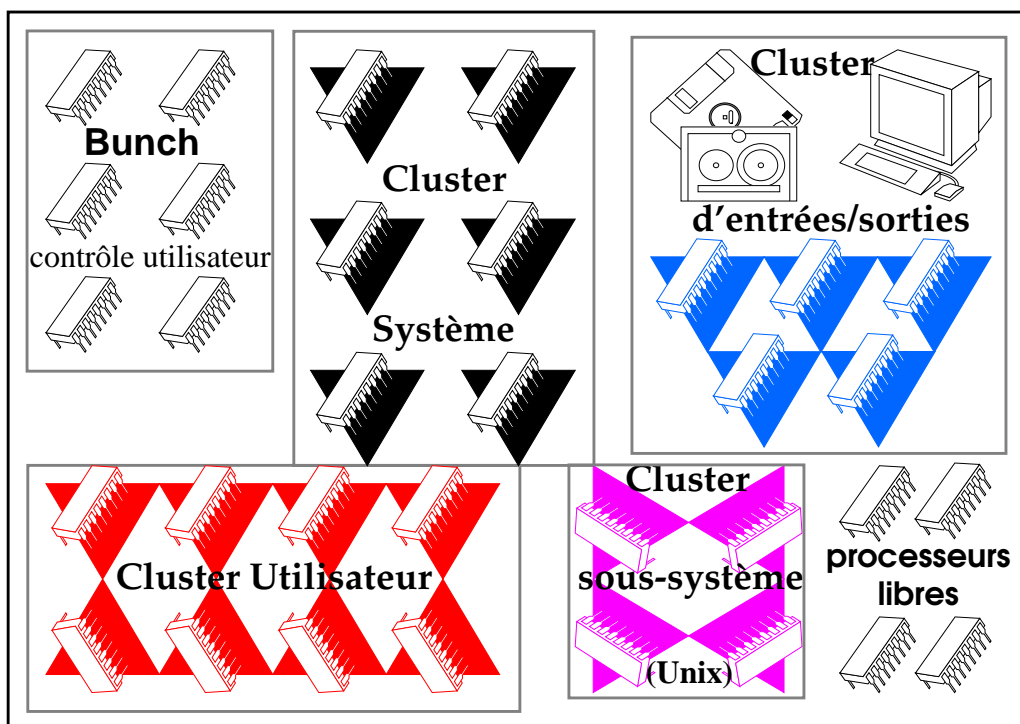 Bunch
contrôle utilisateur
Cluster
Système
Cluster
d'entrées/sorties
Cluster Utilisateur
Cluster
sous-système
(Unix)
processeurs
libres